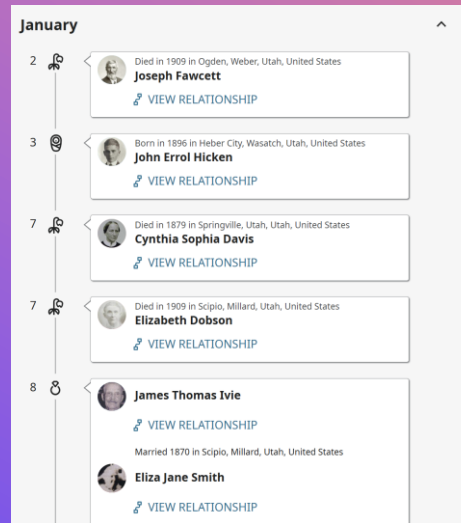 January
2
Died in 1909 in Ogden, Weber, Utah, United States
Joseph Fawcett
VIEW RELATIONSHIP
3
Born in 1896 in Heber City, Wasatch, Utah, United States
John Errol Hicken
VIEW RELATIONSHIP
7
Died in 1879 in Springville, Utah, Utah, United States
Cynthia Sophia Davis
VIEW RELATIONSHIP
7
Died in 1909 in Scipio, Millard, Utah, United States
Elizabeth Dobson
VIEW RELATIONSHIP
8
James Thomas Ivie
VIEW RELATIONSHIP
Married 1870 in Scipio, Millard, Utah, United States
Eliza Jane Smith
VIEW RELATIONSHIP